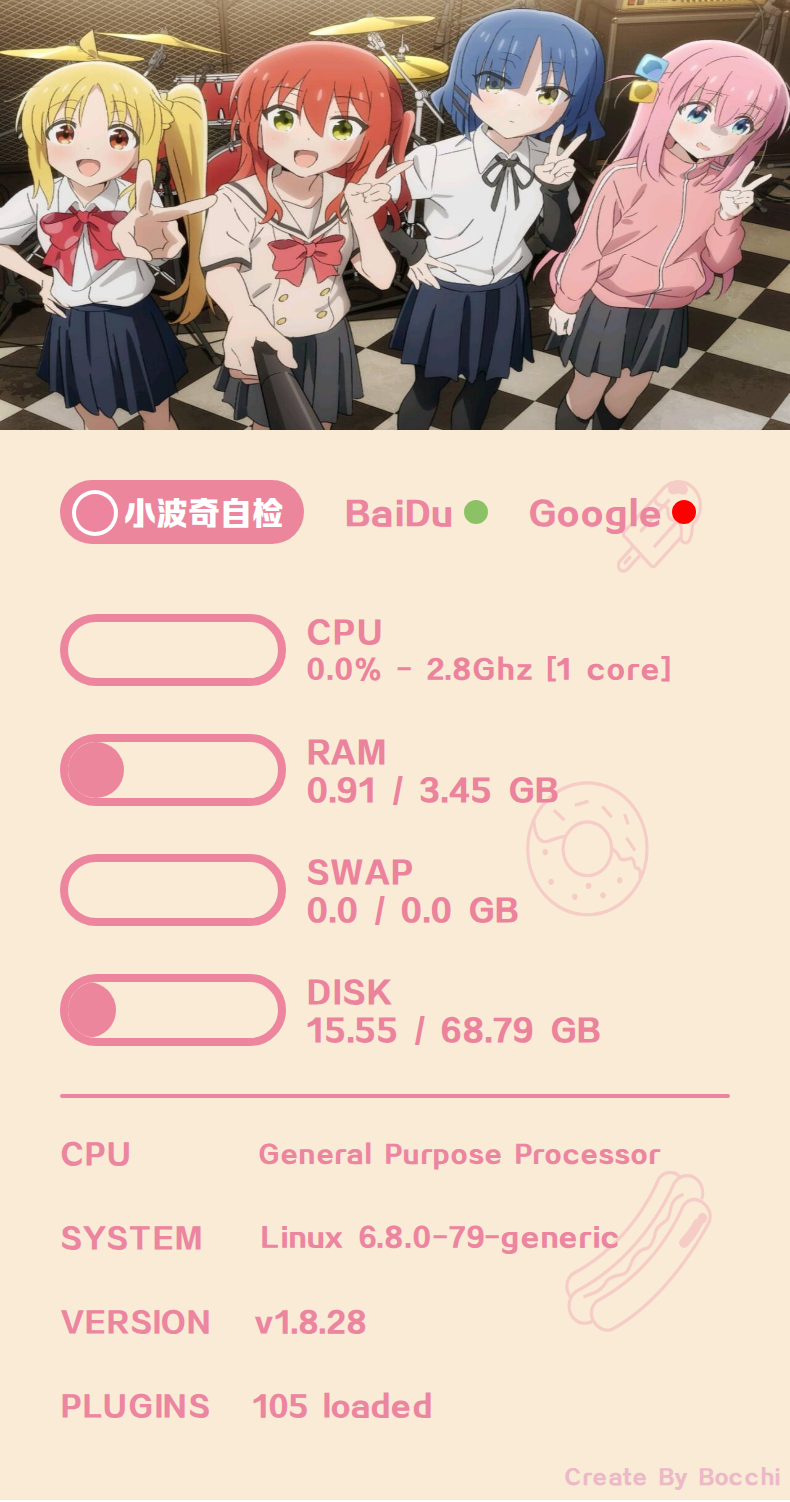 小波奇自检 BaiDu Google
CPU
0.0% - 2.8Ghz [1 core]
RAM
0.91 / 3.45 GB
SWAP
0.0 / 0.0 GB
DISK
15.55 / 68.79 GB
CPU General Purpose Processor
SYSTEM Linux 6.8.0-79-generic
VERSION v1.8.28
PLUGINS 105 loaded
Create By Bocchi